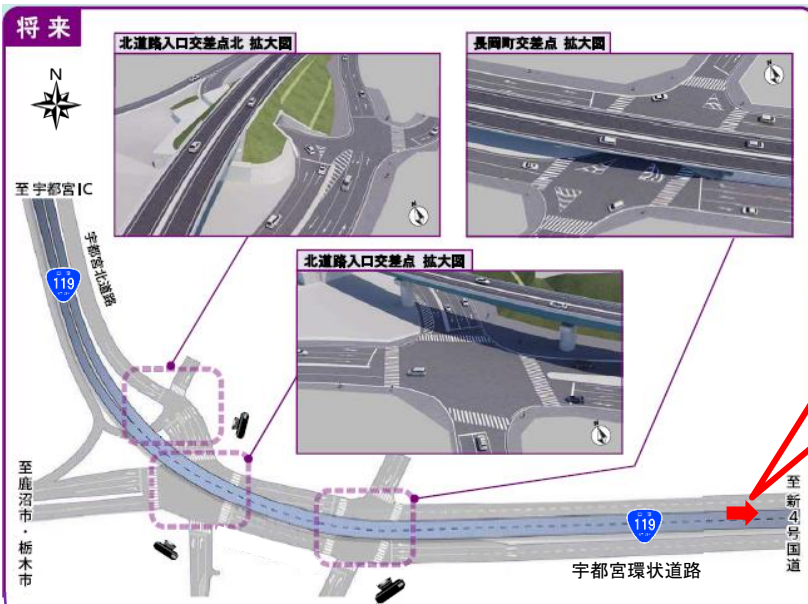 将来
北道路入口交差点北 拡大図
長岡町交差点 拡大図
N
至 宇都宮IC
宇都宮北道路
119
北道路入口交差点 拡大図
至 鹿沼市・栃木市
至 新4号国道
119
宇都宮環状道路